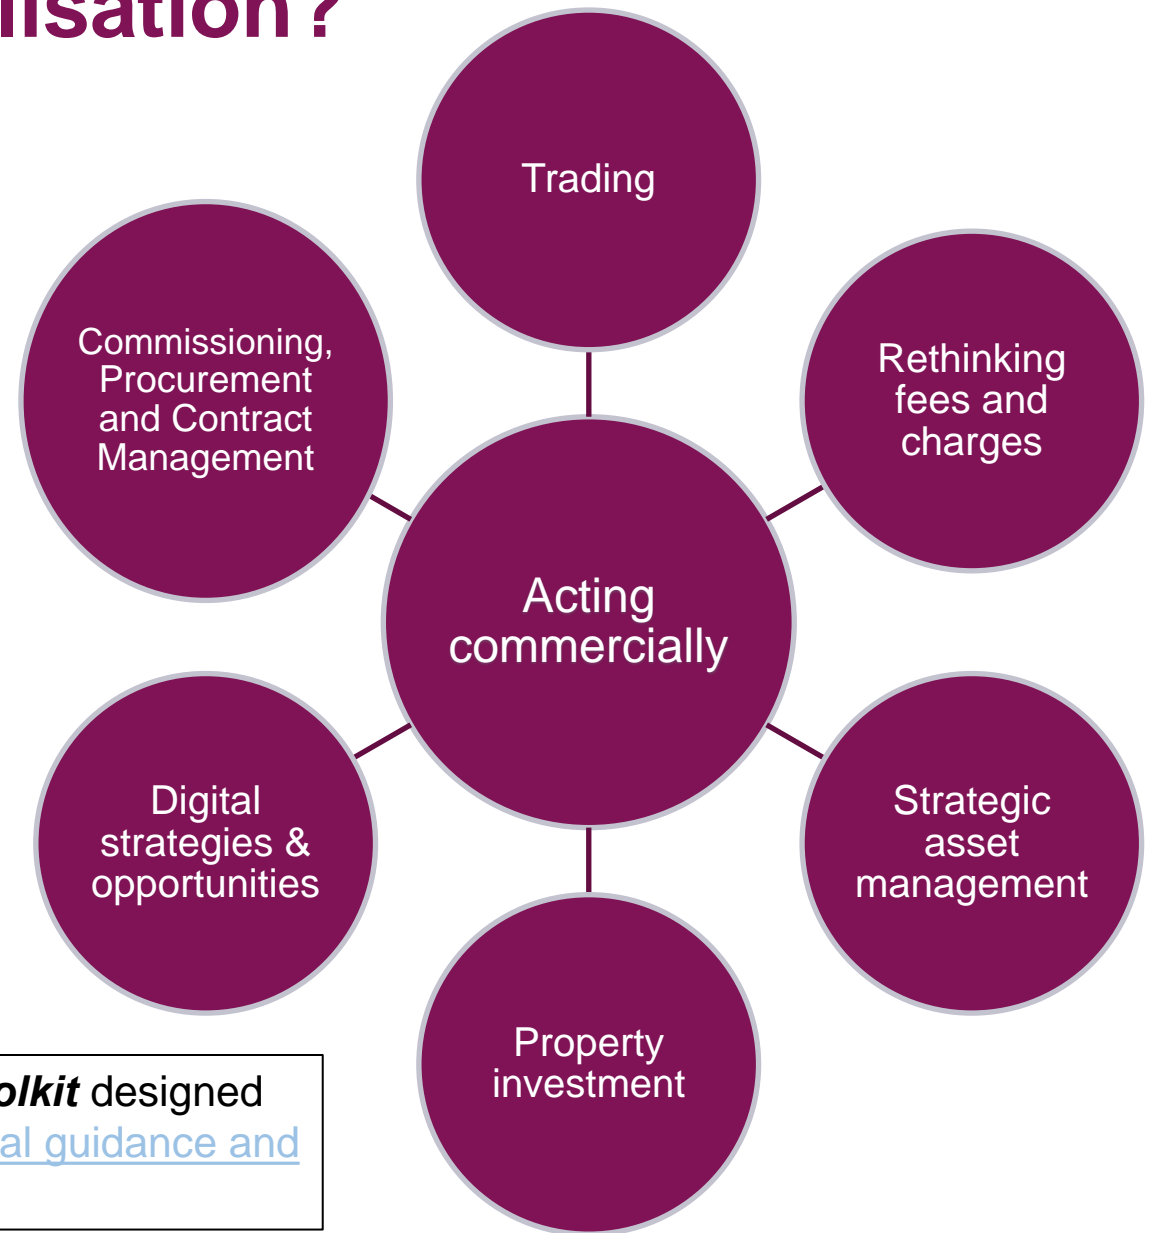 lisation?
Trading
Commissioning,
Procurement
and Contract
Management
Rethinking
fees and
charges
Acting
commercially
Digital
strategies &
opportunities
Strategic
asset
management
Property
investment
olkit designed
al guidance and